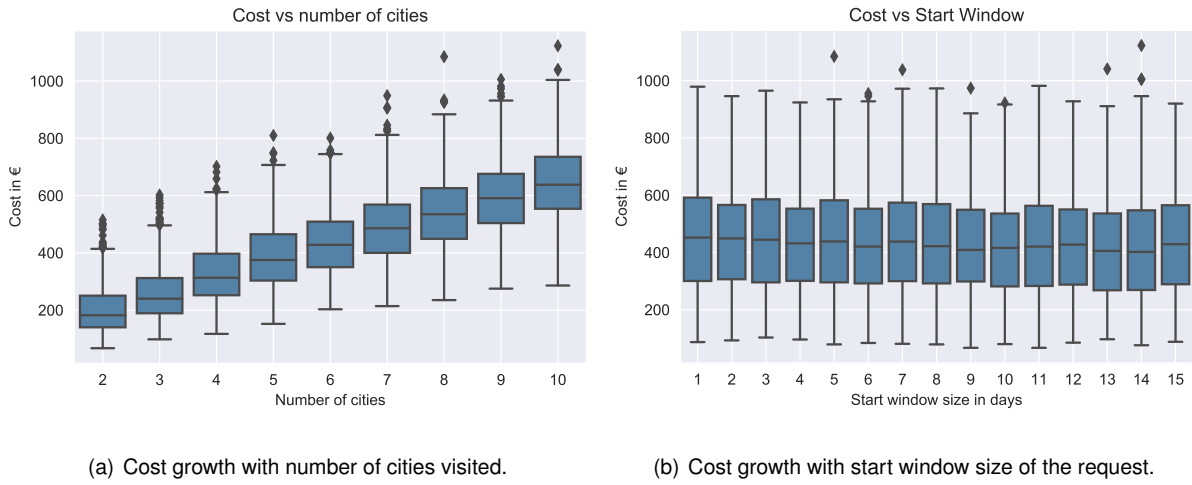 Cost vs number of cities
Cost in €
1000
800
600
400
200
2 3 4 5 6 7 8 9 10
Number of cities
(a) Cost growth with number of cities visited.
Cost vs Start Window
Cost in €
1000
800
600
400
200
1 2 3 4 5 6 7 8 9 10 11 12 13 14 15
Start window size in days
(b) Cost growth with start window size of the request.